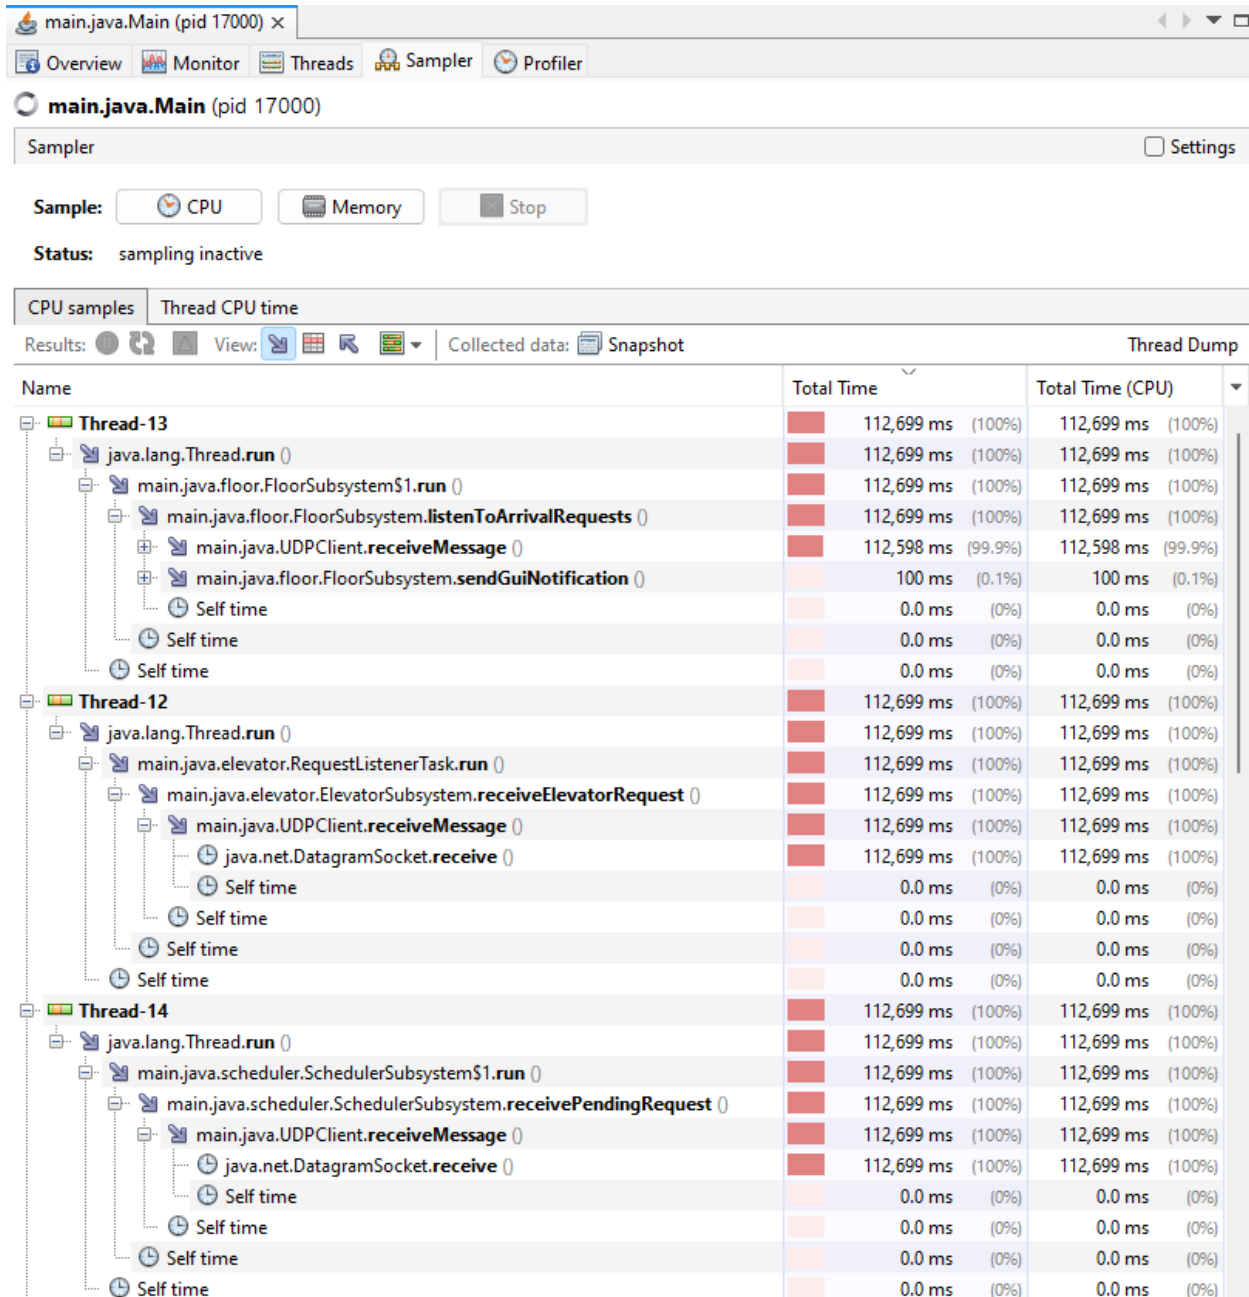 main.java.Main (pid 17000) ×
Overview Monitor Threads Sampler Profiler
main.java.Main (pid 17000)
Sampler Settings
Sample: CPU Memory Stop
Status: sampling inactive
CPU samples Thread CPU time
Results: View: Collected data: Snapshot Thread Dump
Name Total Time Total Time (CPU)
Thread-13 112,699 ms (100%) 112,699 ms (100%)
java.lang.Thread.run () 112,699 ms (100%) 112,699 ms (100%)
main.java.floor.FloorSubsystem$1.run () 112,699 ms (100%) 112,699 ms (100%)
main.java.floor.FloorSubsystem.listenToArrivalRequests () 112,699 ms (100%) 112,699 ms (100%)
main.java.UDPClient.receiveMessage () 112,598 ms (99.9%) 112,598 ms (99.9%)
main.java.floor.FloorSubsystem.sendGuiNotification () 100 ms (0.1%) 100 ms (0.1%)
Self time 0.0 ms (0%) 0.0 ms (0%)
Self time 0.0 ms (0%) 0.0 ms (0%)
Self time 0.0 ms (0%) 0.0 ms (0%)
Thread-12 112,699 ms (100%) 112,699 ms (100%)
java.lang.Thread.run () 112,699 ms (100%) 112,699 ms (100%)
main.java.elevator.RequestListenerTask.run () 112,699 ms (100%) 112,699 ms (100%)
main.java.elevator.ElevatorSubsystem.receiveElevatorRequest () 112,699 ms (100%) 112,699 ms (100%)
main.java.UDPClient.receiveMessage () 112,699 ms (100%) 112,699 ms (100%)
java.net.DatagramSocket.receive () 112,699 ms (100%) 112,699 ms (100%)
Self time 0.0 ms (0%) 0.0 ms (0%)
Self time 0.0 ms (0%) 0.0 ms (0%)
Self time 0.0 ms (0%) 0.0 ms (0%)
Self time 0.0 ms (0%) 0.0 ms (0%)
Thread-14 112,699 ms (100%) 112,699 ms (100%)
java.lang.Thread.run () 112,699 ms (100%) 112,699 ms (100%)
main.java.scheduler.SchedulerSubsystem$1.run () 112,699 ms (100%) 112,699 ms (100%)
main.java.scheduler.SchedulerSubsystem.receivePendingRequest () 112,699 ms (100%) 112,699 ms (100%)
main.java.UDPClient.receiveMessage () 112,699 ms (100%) 112,699 ms (100%)
java.net.DatagramSocket.receive () 112,699 ms (100%) 112,699 ms (100%)
Self time 0.0 ms (0%) 0.0 ms (0%)
Self time 0.0 ms (0%) 0.0 ms (0%)
Self time 0.0 ms (0%) 0.0 ms (0%)
Self time 0.0 ms (0%) 0.0 ms (0%)